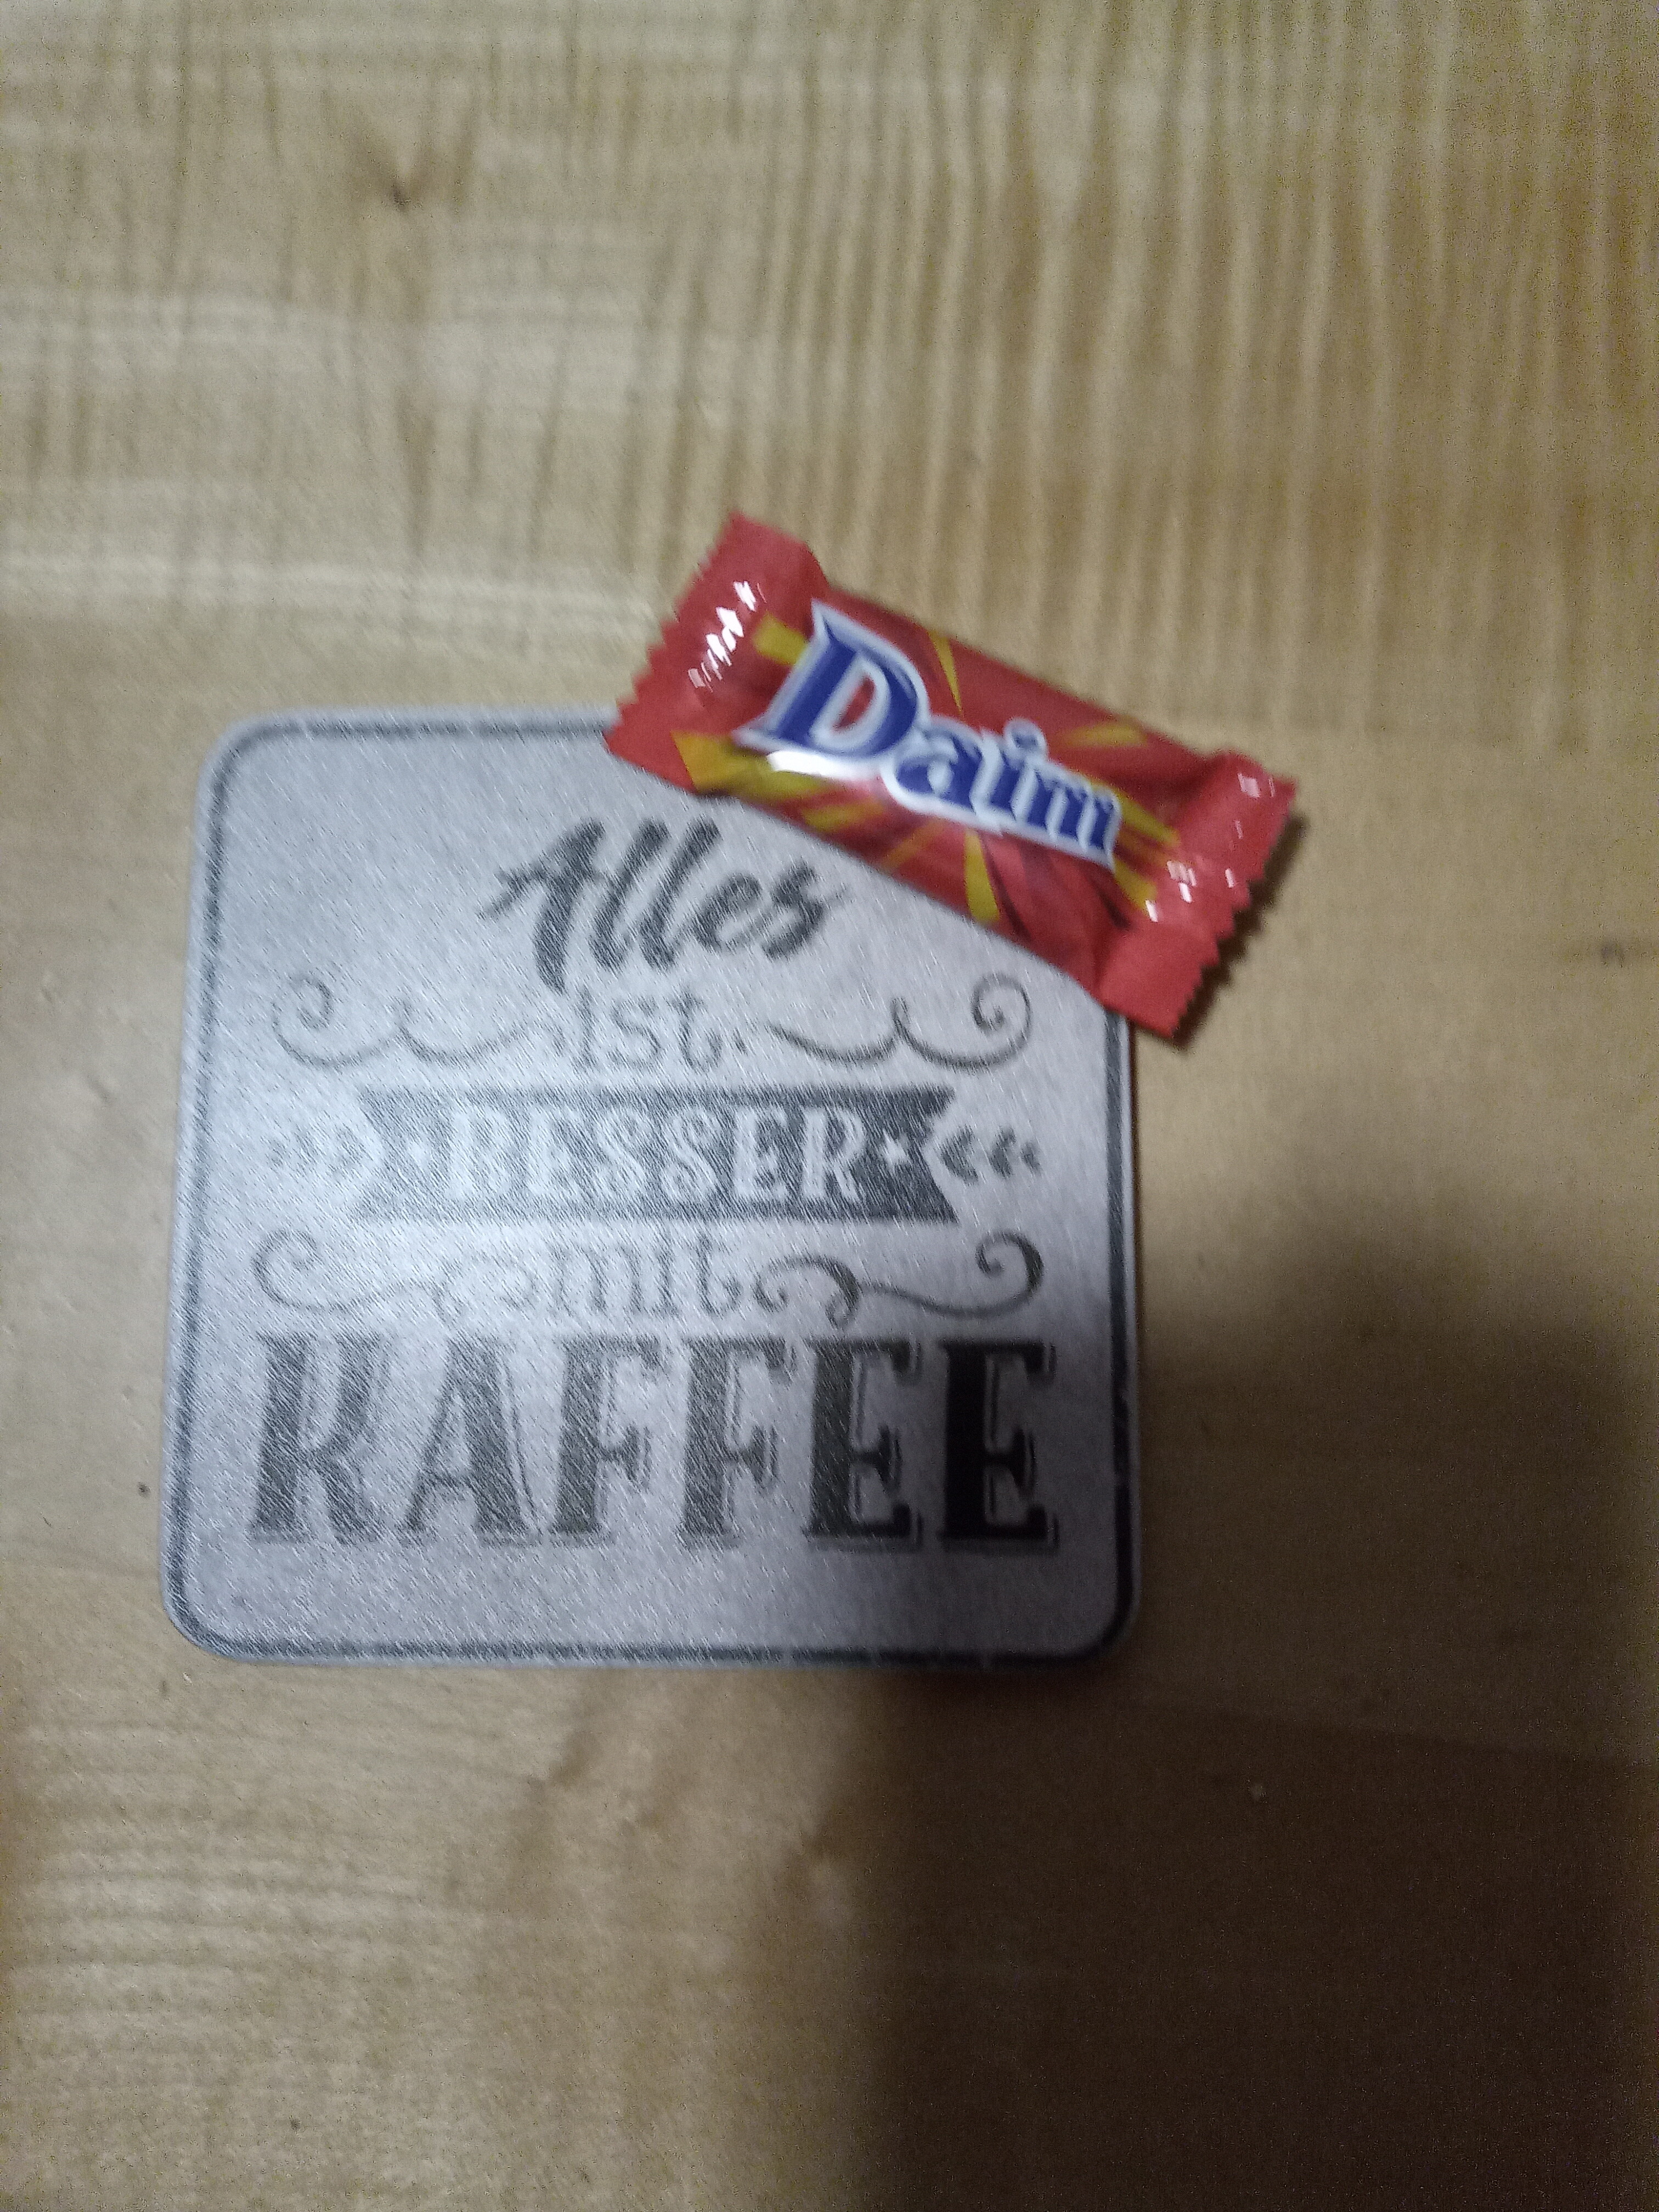 Daim
Alles
ist
BESSER
mit
KAFFEE